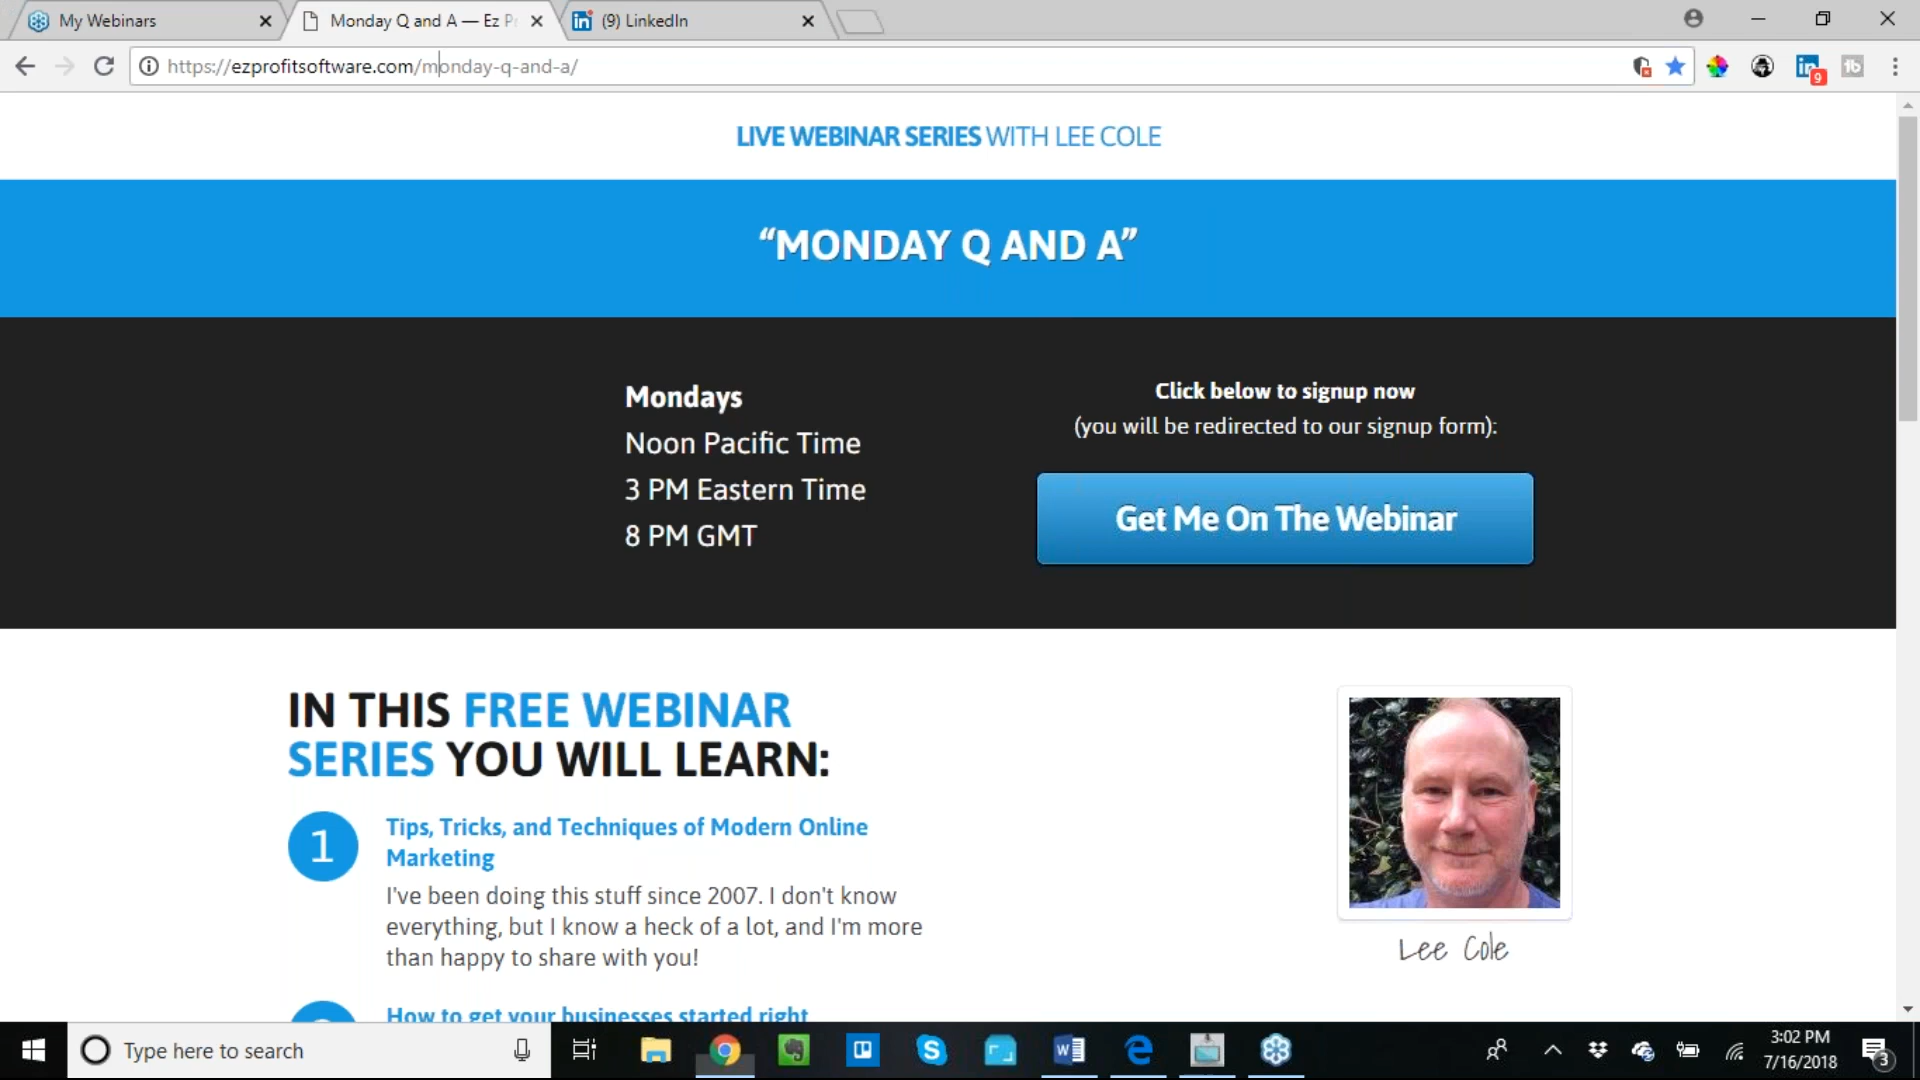 My Webinars
Monday Q and A — Ez Pr
(9) LinkedIn
https://ezprofitsoftware.com/monday-q-and-a/
9
LIVE WEBINAR SERIES WITH LEE COLE
“MONDAY Q AND A”
Mondays
Noon Pacific Time
3 PM Eastern Time
8 PM GMT
Click below to signup now
(you will be redirected to our signup form):
Get Me On The Webinar
IN THIS FREE WEBINAR
SERIES YOU WILL LEARN:
1
Tips, Tricks, and Techniques of Modern Online
Marketing
I've been doing this stuff since 2007. I don't know
everything, but I know a heck of a lot, and I'm more
than happy to share with you!
How to get your businesses started right
Lee Cole
Type here to search
3:02 PM
7/16/2018
3